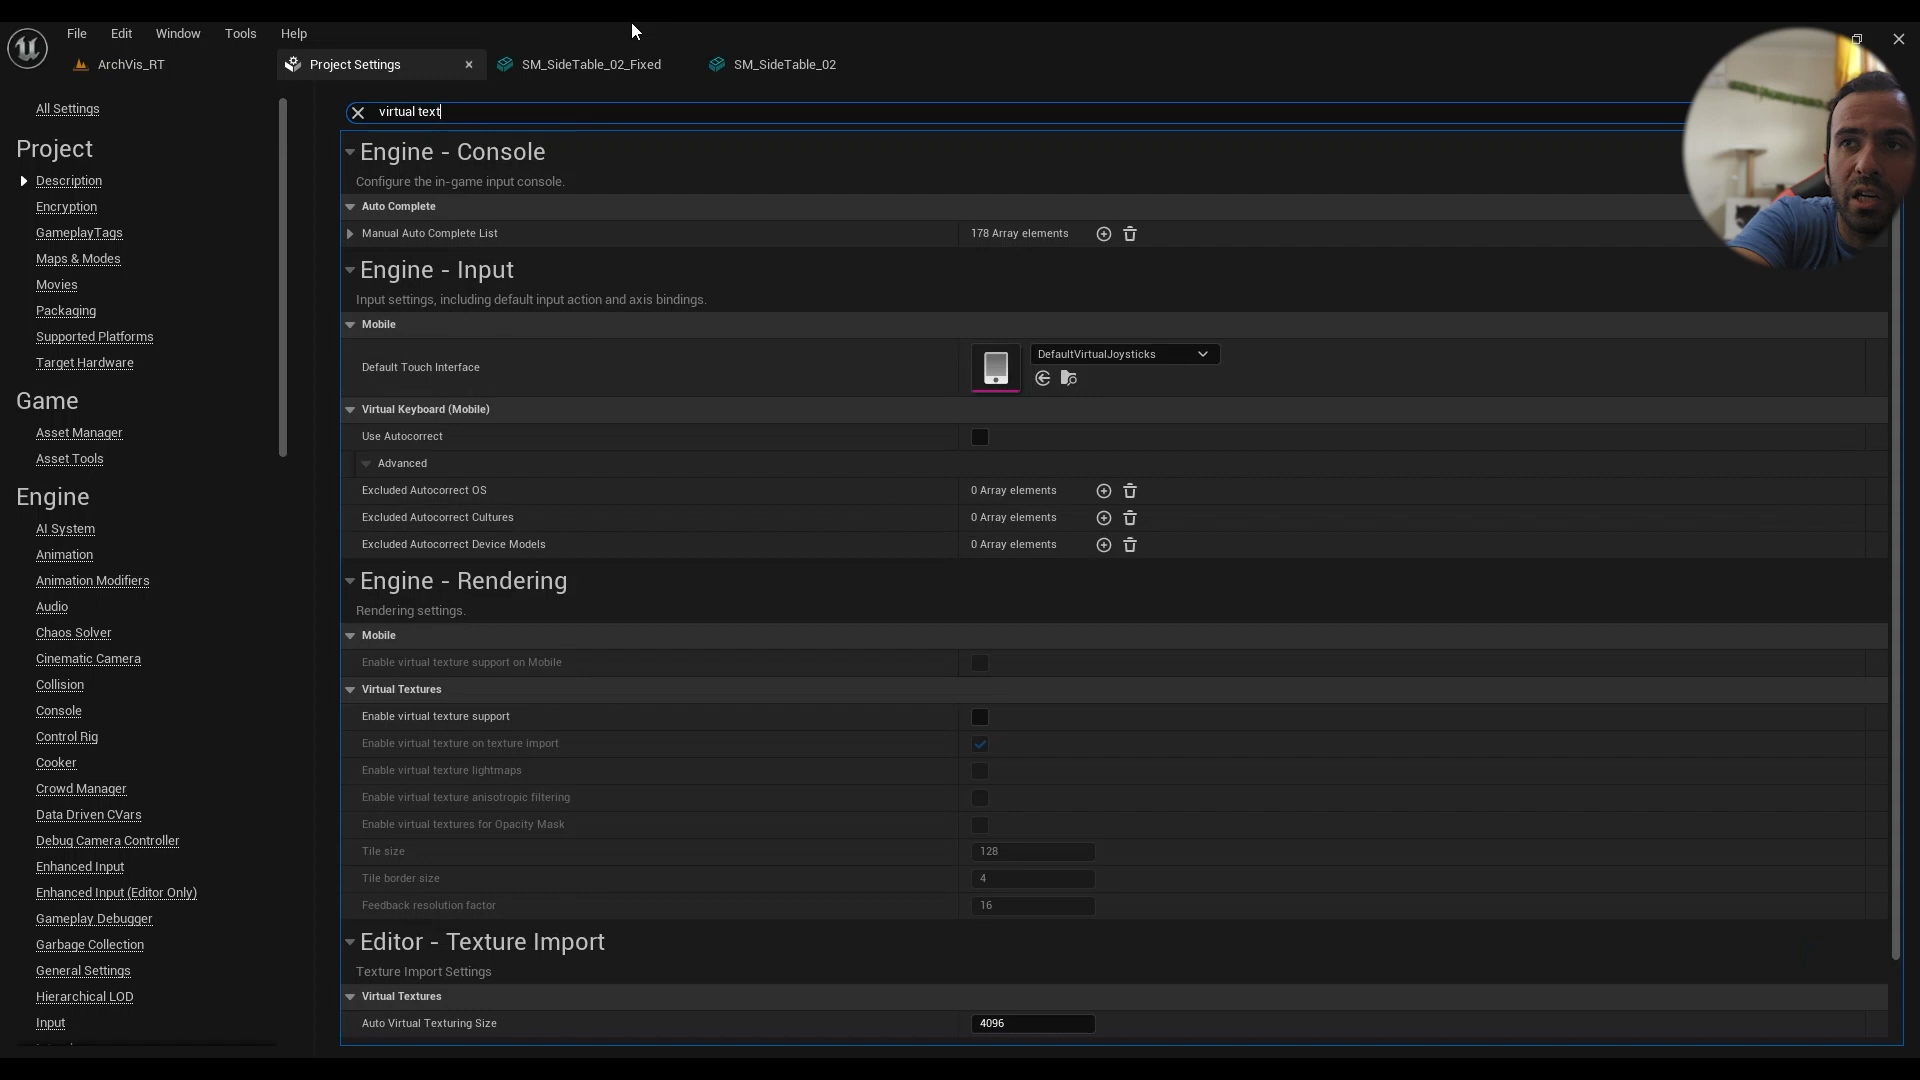 File Edit Window Tools Help
ArchVis_RT Project Settings SM_SideTable_02_Fixed SM_SideTable_02
All Settings
Project
Description
Encryption
GameplayTags
Maps & Modes
Movies
Packaging
Supported Platforms
Target Hardware
Game
Asset Manager
Asset Tools
Engine
AI System
Animation
Animation Modifiers
Audio
Chaos Solver
Cinematic Camera
Collision
Console
Control Rig
Cooker
Crowd Manager
Data Driven CVars
Debug Camera Controller
Enhanced Input
Enhanced Input (Editor Only)
Gameplay Debugger
Garbage Collection
General Settings
Hierarchical LOD
Input
virtual text
Engine - Console
Configure the in-game input console.
Auto Complete
Manual Auto Complete List 178 Array elements
Engine - Input
Input settings, including default input action and axis bindings.
Mobile
Default Touch Interface DefaultVirtualJoysticks
Virtual Keyboard (Mobile)
Use Autocorrect
Advanced
Excluded Autocorrect OS 0 Array elements
Excluded Autocorrect Cultures 0 Array elements
Excluded Autocorrect Device Models 0 Array elements
Engine - Rendering
Rendering settings.
Mobile
Enable virtual texture support on Mobile
Virtual Textures
Enable virtual texture support
Enable virtual texture on texture import
Enable virtual texture lightmaps
Enable virtual texture anisotropic filtering
Enable virtual textures for Opacity Mask
Tile size 128
Tile border size 4
Feedback resolution factor 16
Editor - Texture Import
Texture Import Settings
Virtual Textures
Auto Virtual Texturing Size 4096